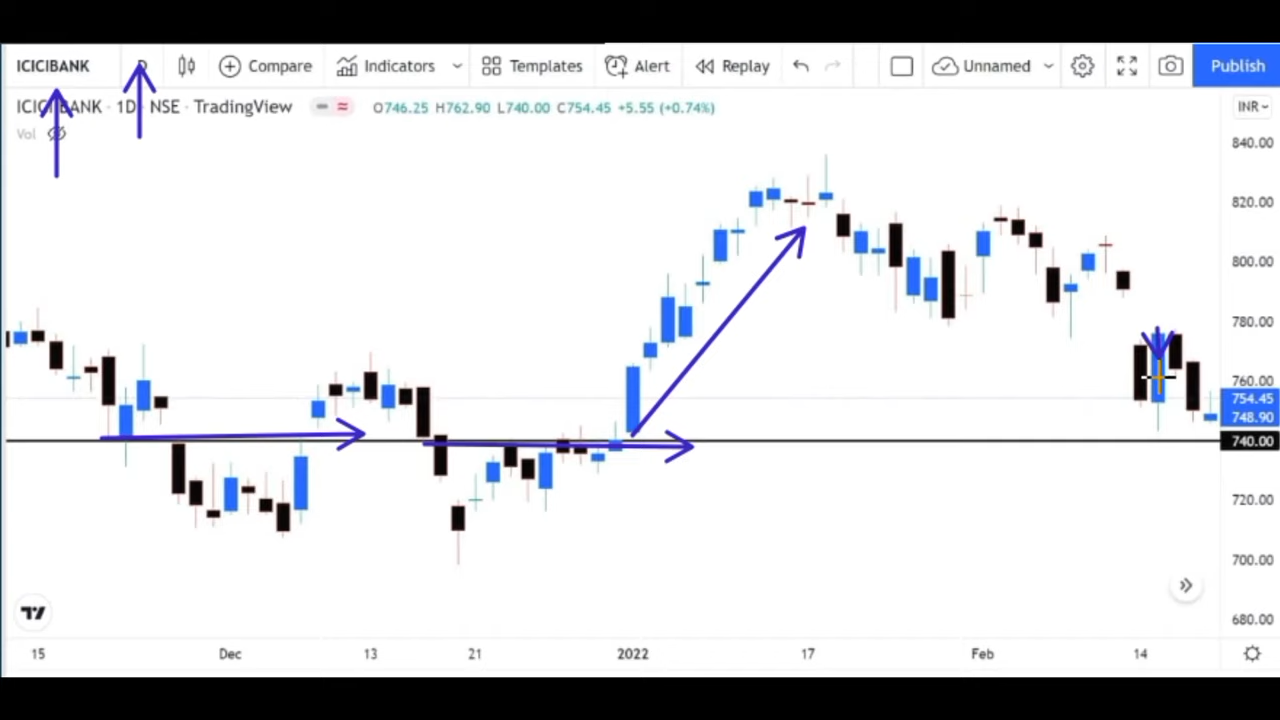 ICICIBANK D Compare Indicators Templates Alert Replay Unnamed Publish
1D NSE TradingView O746.25 H762.90 L740.00 C754.45 +5.55 (+0.74%) INR
Vol
840.00
820.00
800.00
780.00
760.00
754.45
748.90
740.00
720.00
700.00
680.00
15 Dec 13 21 2022 17 Feb 14